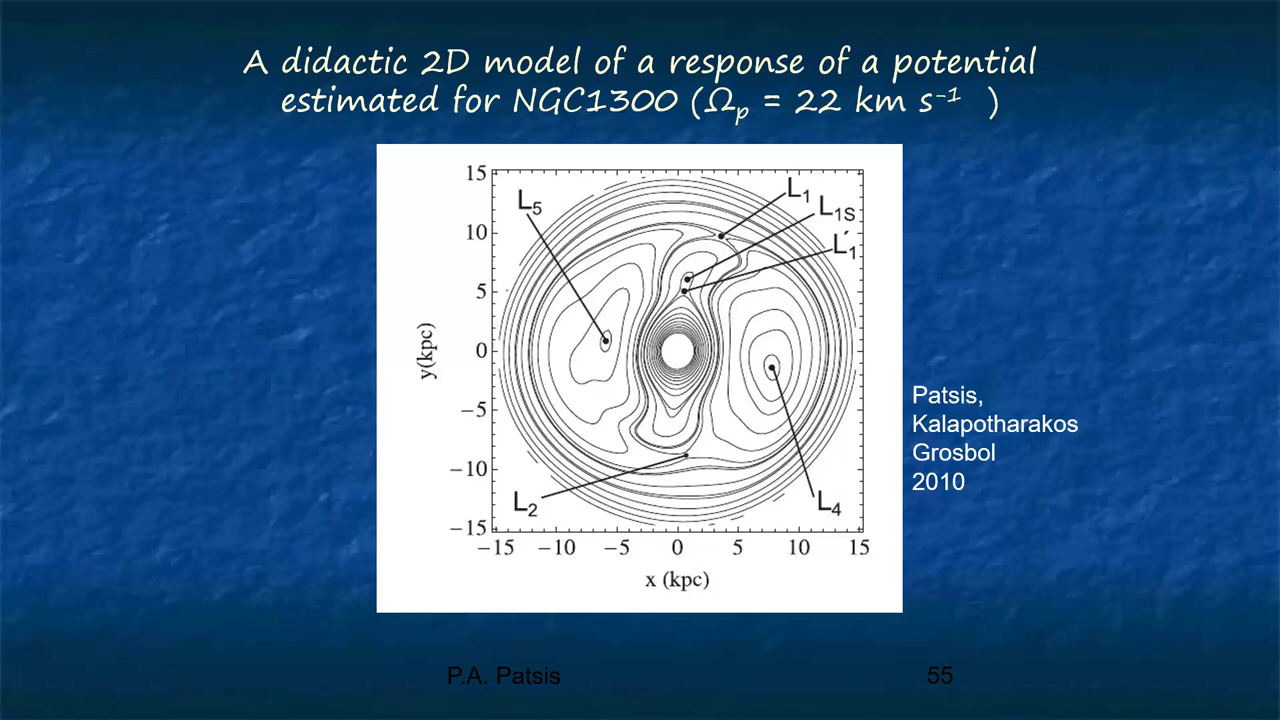 A didactic 2D model of a response of a potential
estimated for NGC1300 (Ωp = 22 km s-1 )
15
10
5
0
−5
−10
−15
y(kpc)
L5
L1
L1S
L´1
L2
L4
−15 −10 −5 0 5 10 15
x (kpc)
Patsis,
Kalapotharakos
Grosbol
2010
P.A. Patsis
55